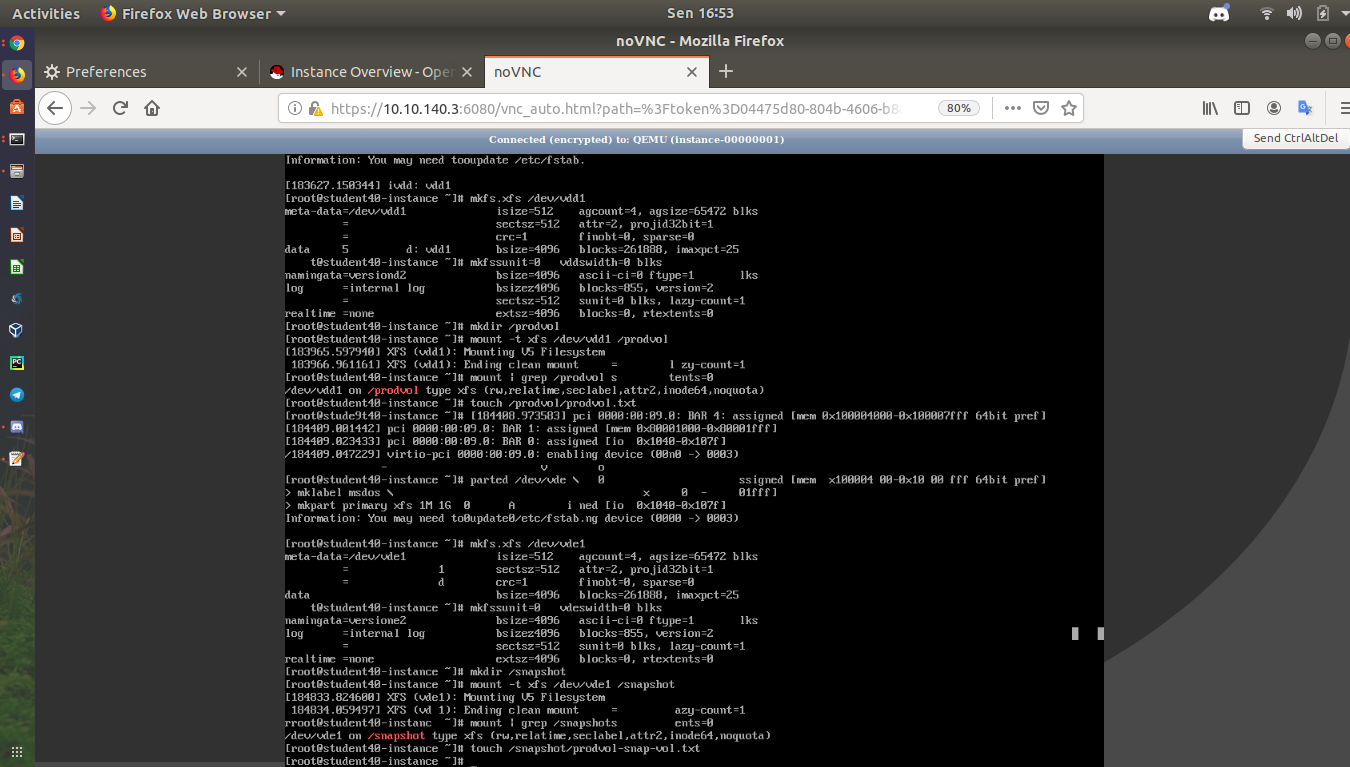 Activities Firefox Web Browser Sen 16:53
noVNC - Mozilla Firefox
Preferences Instance Overview - Oper noVNC
https://10.10.140.3:6080/vnc_auto.html?path=%3Ftoken%3D04475d80-804b-4606-b8 80%
Connected (encrypted) to: QEMU (instance-00000001) Send CtrlAltDel
Information: You may need tooupdate /etc/fstab.
[183627.150344] ivdd: vdd1
[root@student40-instance ~]# mkfs.xfs /dev/vdd1
meta-data=/dev/vdd1 isize=512 agcount=4, agsize=65472 blks
= sectsz=512 attr=2, projid32bit=1
= crc=1 finobt=0, sparse=0
data 5 d: vdd1 bsize=4096 blocks=261888, imaxpct=25
t@student40-instance ~]# mkfssunit=0 vddswidth=0 blks
namingata=versiond2 bsize=4096 ascii-ci=0 ftype=1 lks
log =internal log bsizez4096 blocks=855, version=2
= sectsz=512 sunit=0 blks, lazy-count=1
realtime =none extsz=4096 blocks=0, rtextents=0
[root@student40-instance ~]# mkdir /prodvol
[root@student40-instance ~]# mount -t xfs /dev/vdd1 /prodvol
[183965.597940] XFS (vdd1): Mounting V5 Filesystem
183966.961161] XFS (vdd1): Ending clean mount = l zy-count=1
[root@student40-instance ~]# mount | grep /prodvol s tents=0
/dev/vdd1 on /prodvol type xfs (rw,relatime,seclabel,attr2,inode64,noquota)
[root@student40-instance ~]# touch /prodvol/prodvol.txt
[root@stude9t40-instance ~]# [184408.973583] pci 0000:00:09.0: BAR 4: assigned [mem 0x100004000-0x100007fff 64bit pref]
[184409.001442] pci 0000:00:09.0: BAR 1: assigned [mem 0x80001000-0x80001fff]
[184409.023433] pci 0000:00:09.0: BAR 0: assigned [io 0x1040-0x107f]
/184409.047229] virtio-pci 0000:00:09.0: enabling device (00n0 -> 0003)
- v o
[root@student40-instance ~]# parted /dev/vde \ 0 ssigned [mem x100004 00-0x10 00 fff 64bit pref]
> mklabel msdos \ x 0 - 01fff]
> mkpart primary xfs 1M 1G 0 A i ned [io 0x1040-0x107f]
Information: You may need to0update0/etc/fstab.ng device (0000 -> 0003)
[root@student40-instance ~]# mkfs.xfs /dev/vde1
meta-data=/dev/vde1 isize=512 agcount=4, agsize=65472 blks
= 1 sectsz=512 attr=2, projid32bit=1
= d crc=1 finobt=0, sparse=0
data bsize=4096 blocks=261888, imaxpct=25
t@student40-instance ~]# mkfssunit=0 vdeswidth=0 blks
namingata=versione2 bsize=4096 ascii-ci=0 ftype=1 lks
log =internal log bsizez4096 blocks=855, version=2
= sectsz=512 sunit=0 blks, lazy-count=1
realtime =none extsz=4096 blocks=0, rtextents=0
[root@student40-instance ~]# mkdir /snapshot
[root@student40-instance ~]# mount -t xfs /dev/vde1 /snapshot
[184833.824600] XFS (vde1): Mounting V5 Filesystem
184834.059497] XFS (vd 1): Ending clean mount = azy-count=1
rroot@student40-instanc ~]# mount | grep /snapshots ents=0
/dev/vde1 on /snapshot type xfs (rw,relatime,seclabel,attr2,inode64,noquota)
[root@student40-instance ~]# touch /snapshot/prodvol-snap-vol.txt
[root@student40-instance ~]# _